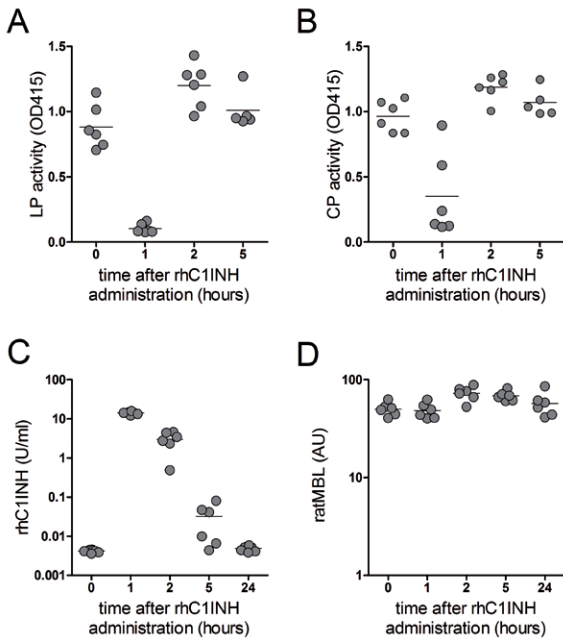 A
LP activity (OD415)
1.5
1.0
0.5
0.0
0 1 2 5
time after rhC1INH
administration (hours)
B
CP activity (OD415)
1.5
1.0
0.5
0.0
0 1 2 5
time after rhC1INH
administration (hours)
C
rhC1INH (U/ml)
100
10
1
0.1
0.01
0.001
0 1 2 5 24
time after rhC1INH
administration (hours)
D
ratMBL (AU)
100
10
1
0 1 2 5 24
time after rhC1INH
administration (hours)